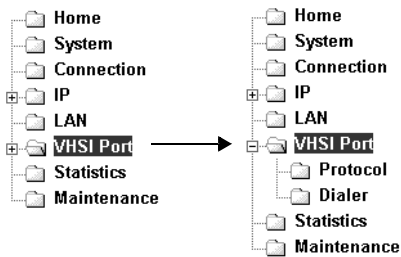 Home
System
Connection
IP
LAN
VHSI Port
Statistics
Maintenance
Home
System
Connection
IP
LAN
VHSI Port
Protocol
Dialer
Statistics
Maintenance